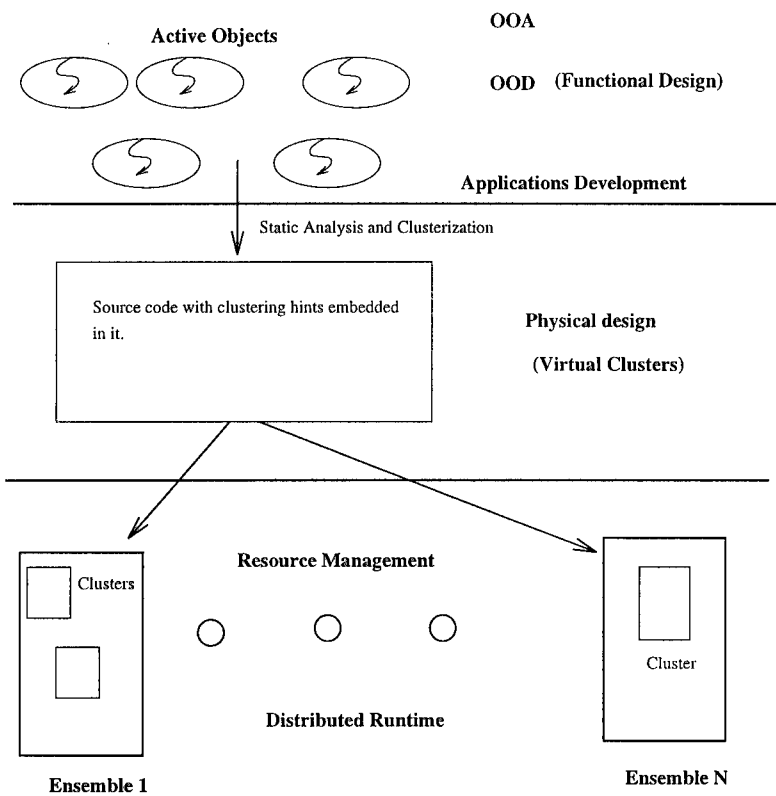 OOA
Active Objects
OOD (Functional Design)
Applications Development
Static Analysis and Clusterization
Source code with clustering hints embedded
in it.
Physical design
(Virtual Clusters)
Resource Management
Clusters
Cluster
Distributed Runtime
Ensemble 1
Ensemble N